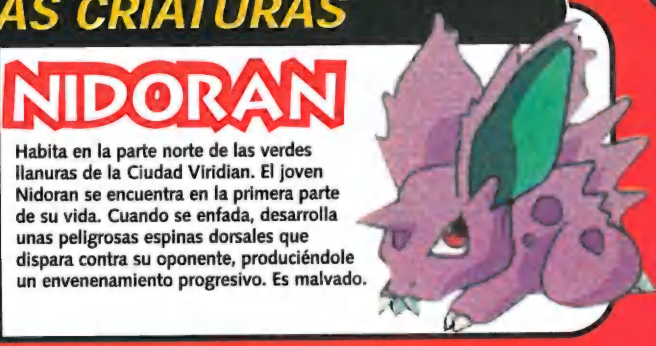 AS CRIATURAS
NIDORAN
Habita en la parte norte de las verdes
llanuras de la Ciudad Viridian. El joven
Nidoran se encuentra en la primera parte
de su vida. Cuando se enfada, desarrolla
unas peligrosas espinas dorsales que
dispara contra su oponente, produciéndole
un envenenamiento progresivo. Es malvado.